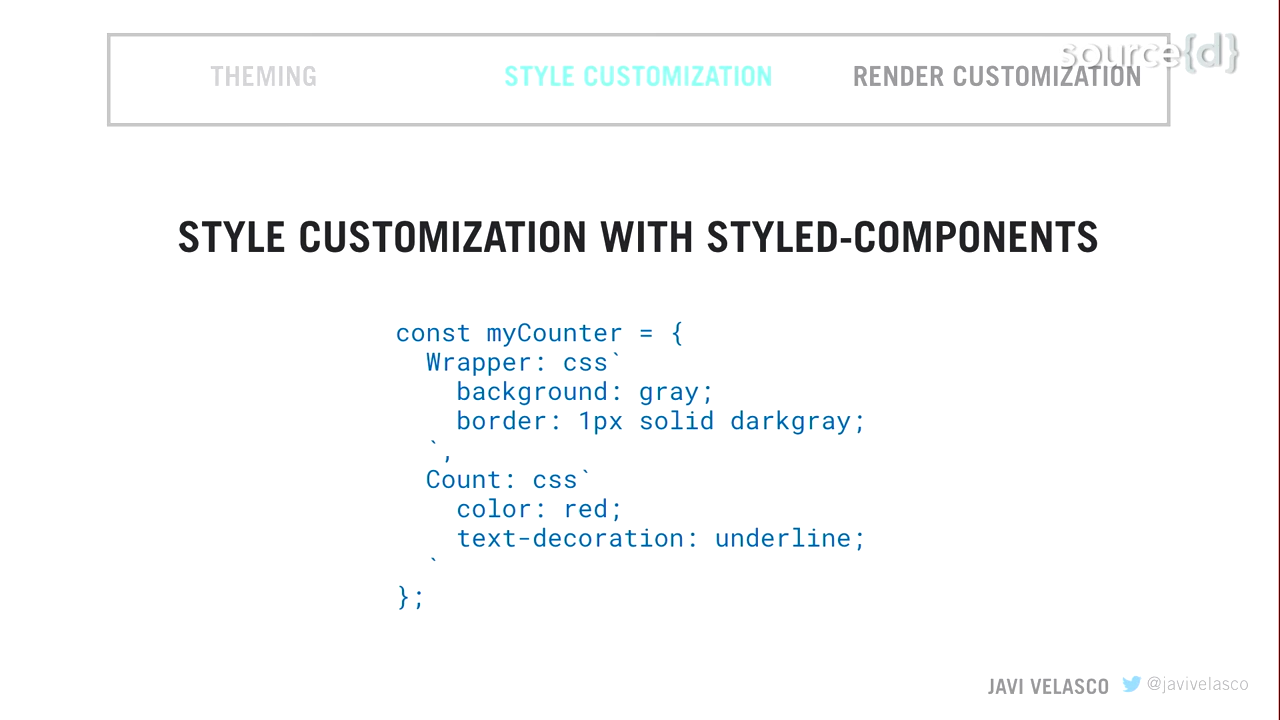 THEMING STYLE CUSTOMIZATION RENDER CUSTOMIZATION
source{d}
STYLE CUSTOMIZATION WITH STYLED-COMPONENTS
const myCounter = {
  Wrapper: css`
    background: gray;
    border: 1px solid darkgray;
  `,
  Count: css`
    color: red;
    text-decoration: underline;
  `
};
JAVI VELASCO @javivelasco